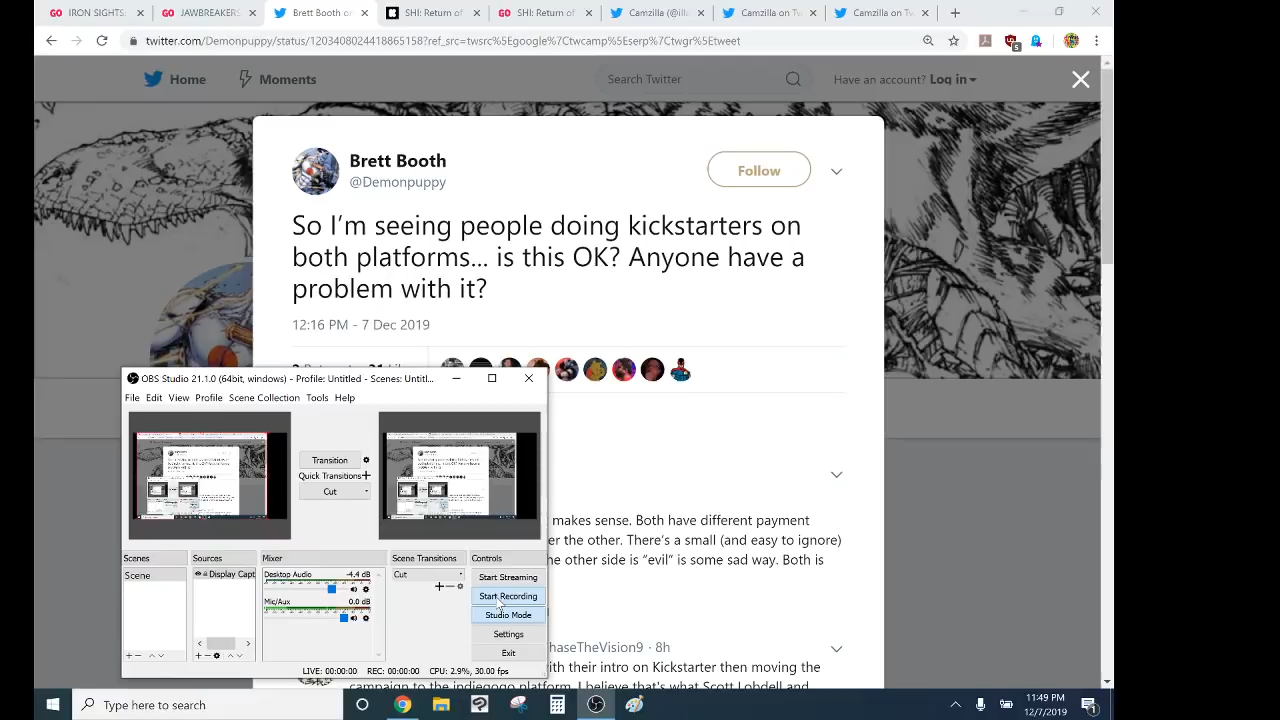 IRON SIGHTS:
JAWBREAKERS
Brett Booth on
SHI: Return of
SHI: Return of
Camzilla (@illa
Camzilla on Tw
Camzilla on Tw
twitter.com/Demonpuppy/status/1203408024418865158?ref_src=twsrc%5Egoogle%7Ctwcamp%5Eserp%7Ctwgr%5Etweet
5
Home
Moments
Search Twitter
Have an account? Log in
Brett Booth
@Demonpuppy
Follow
So I’m seeing people doing kickstarters on
both platforms... is this OK? Anyone have a
problem with it?
12:16 PM - 7 Dec 2019
OBS Studio 21.1.0 (64bit, windows) - Profile: Untitled - Scenes: Untitl...
File Edit View Profile Scene Collection Tools Help
Transition
Quick Transitions
Cut
makes sense. Both have different payment
er the other. There’s a small (and easy to ignore)
he other side is “evil” is some sad way. Both is
Scenes
Sources
Mixer
Scene Transitions
Controls
Scene
Display Capt
Desktop Audio
-4.4 dB
Mic/Aux
0.0 dB
Cut
Start Streaming
Start Recording
Studio Mode
Settings
Exit
LIVE: 00:00:00
REC: 00:00:00
CPU: 2.9%, 30.00 fps
haseTheVision9 · 8h
ith their intro on Kickstarter then moving the
campaign to the indiegogo platform. I believe that's what Scott Lobdell and
Type here to search
11:49 PM
12/7/2019
1